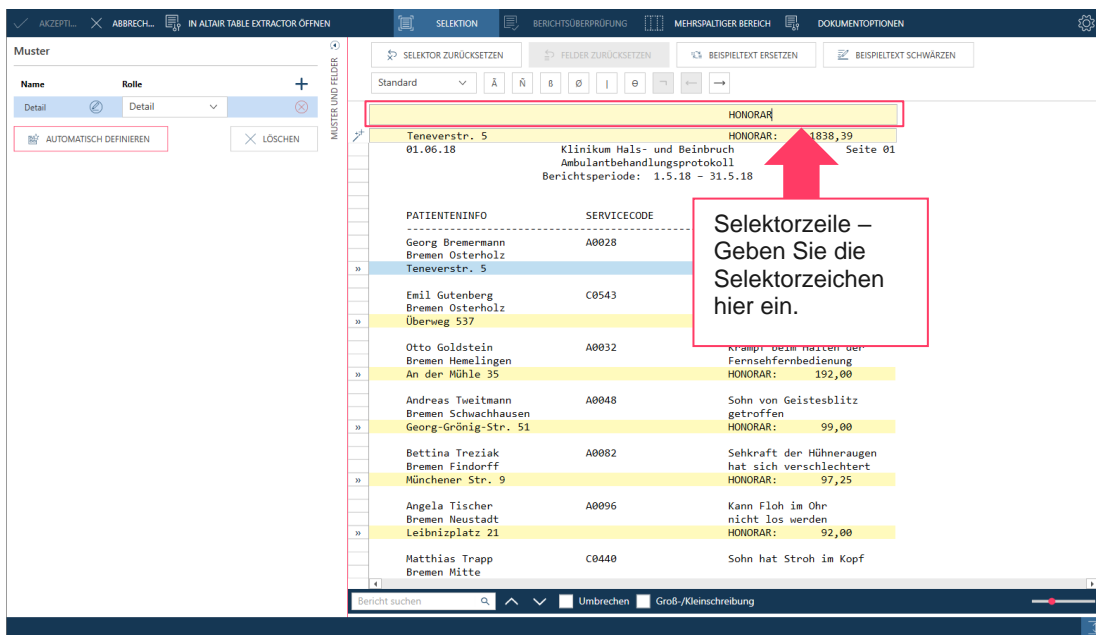 AKZEPTI... ABBRECH... IN ALTAIR TABLE EXTRACTOR ÖFFNEN SELEKTION BERICHTSÜBERPRÜFUNG MEHRSPALTIGER BEREICH DOKUMENTOPTIONEN
Muster
Name Rolle
Detail Detail
AUTOMATISCH DEFINIEREN LÖSCHEN
MUSTER UND FELDER
SELEKTOR ZURÜCKSETZEN FELDER ZURÜCKSETZEN BEISPIELTEXT ERSETZEN BEISPIELTEXT SCHWÄRZEN
Standard Ä Ñ ß Ø | ⊖ ¬ ← →
HONORAR
Teneverstr. 5 HONORAR: 1838,39
01.06.18 Klinikum Hals- und Beinbruch Seite 01
Ambulantbehandlungsprotokoll
Berichtsperiode: 1.5.18 – 31.5.18
PATIENTENINFO SERVICECODE
Georg Bremermann A0028
Bremen Osterholz
» Teneverstr. 5
Emil Gutenberg C0543
Bremen Osterholz
» Überweg 537
Otto Goldstein A0032 Krampf beim Halten der
Bremen Hemelingen Fernsehfernbedienung
» An der Mühle 35 HONORAR: 192,00
Andreas Tweitmann A0048 Sohn von Geistesblitz
Bremen Schwachhausen getroffen
» Georg-Grönig-Str. 51 HONORAR: 99,00
Bettina Treziak A0082 Sehkraft der Hühneraugen
Bremen Findorff hat sich verschlechtert
» Münchener Str. 9 HONORAR: 97,25
Angela Tischer A0096 Kann Floh im Ohr
Bremen Neustadt nicht los werden
» Leibnizplatz 21 HONORAR: 92,00
Matthias Trapp C0440 Sohn hat Stroh im Kopf
Bremen Mitte
Selektorzeile –
Geben Sie die
Selektorzeichen
hier ein.
Bericht suchen Umbrechen Groß-/Kleinschreibung